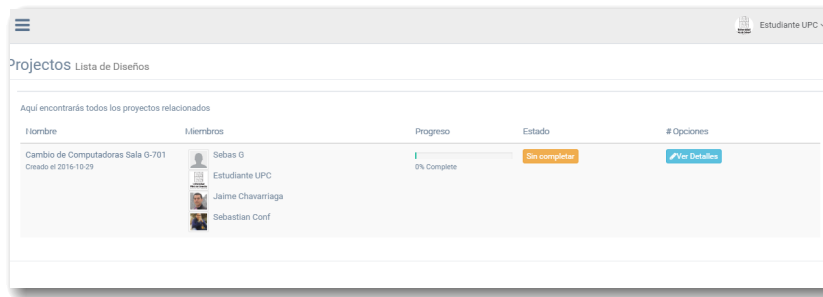 Estudiante UPC
Projectos Lista de Diseños
Aquí encontrarás todos los proyectos relacionados
Nombre Miembros Progreso Estado # Opciones
Cambio de Computadoras Sala G-701 Sebas G Sin completar Ver Detalles
Creado el 2016-10-29 0% Complete
Estudiante UPC
Jaime Chavarriaga
Sebastian Conf